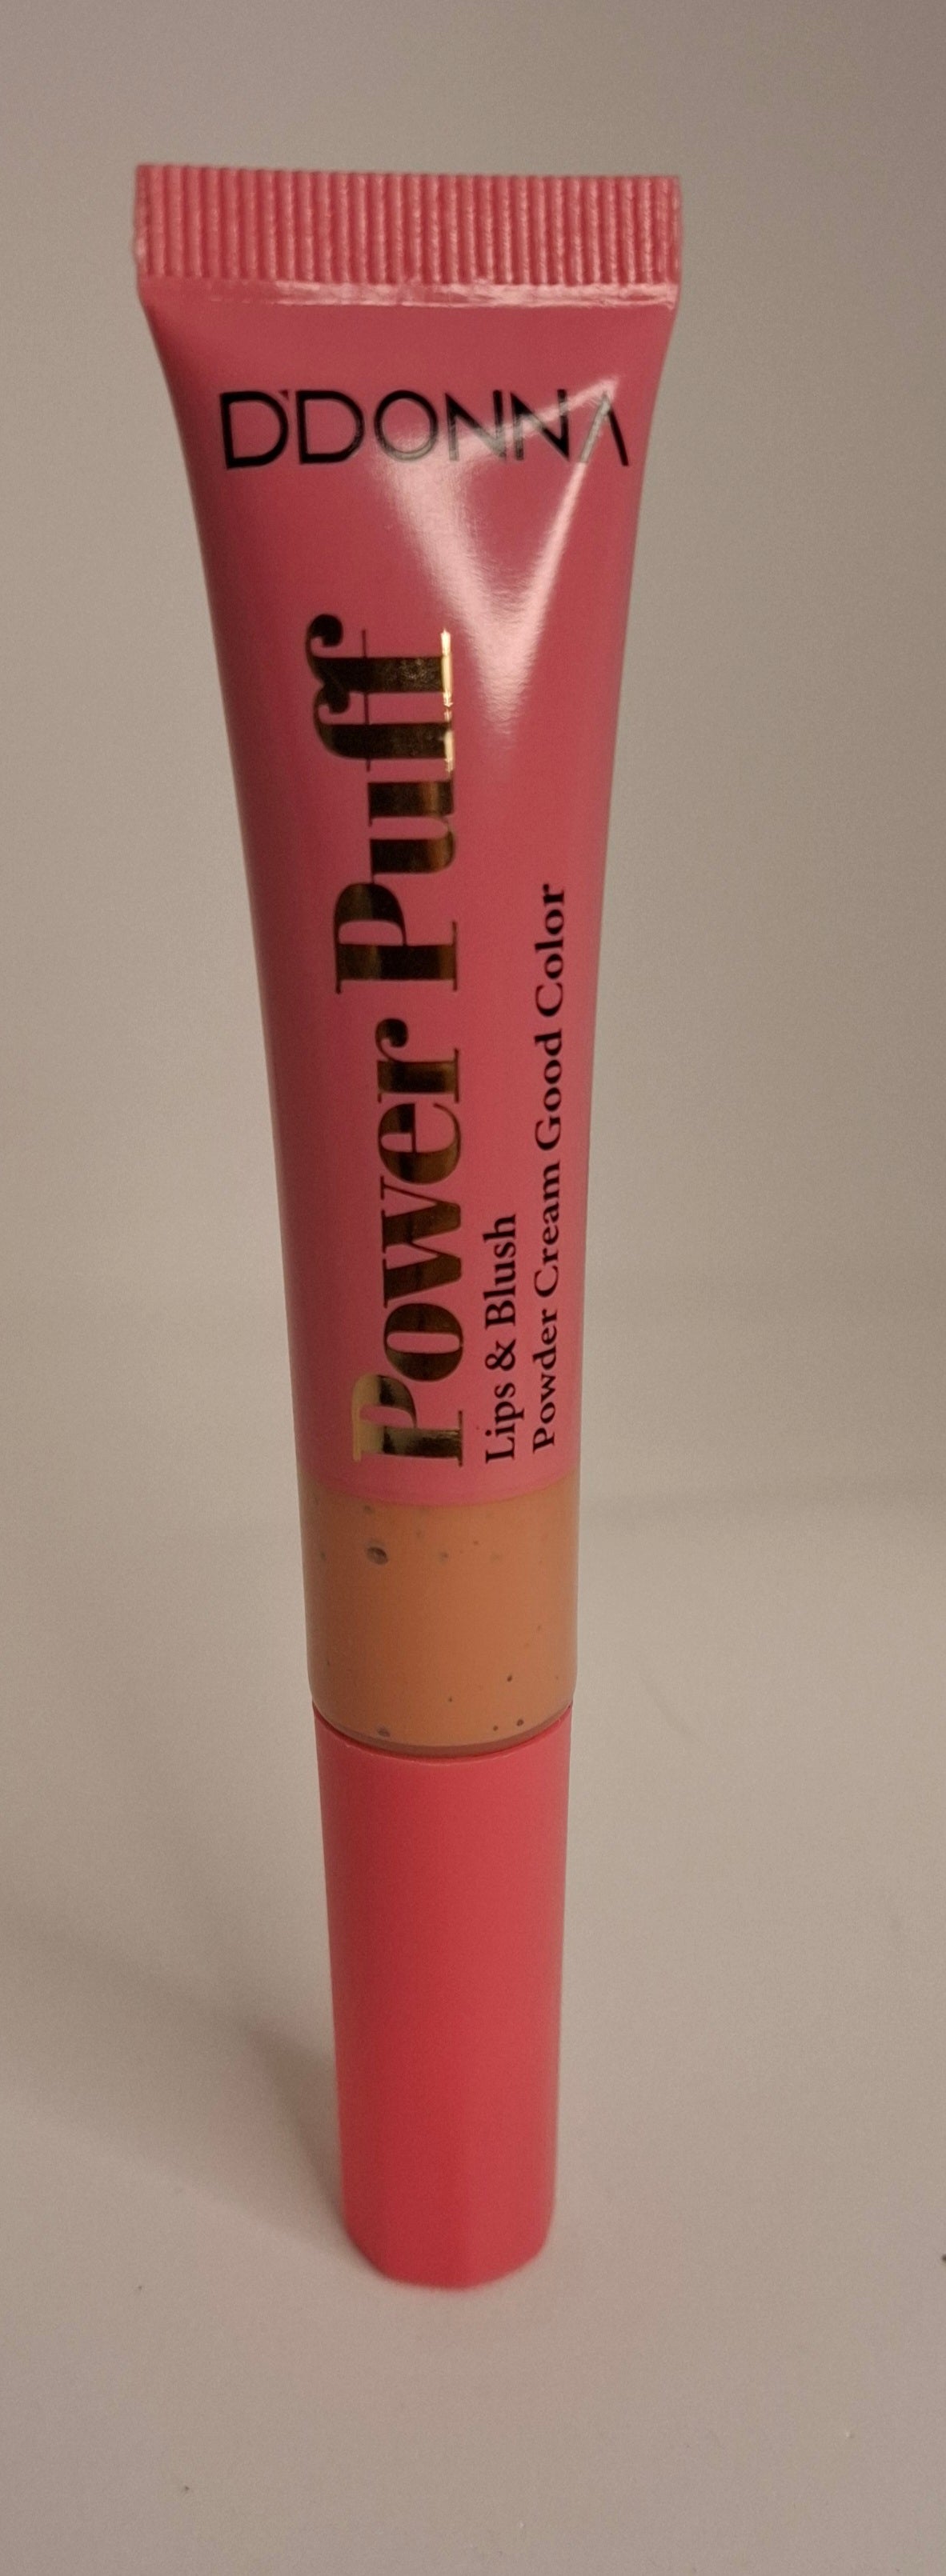 D'DONNA
Power Puff
Lips & Blush
Powder Cream Good Color